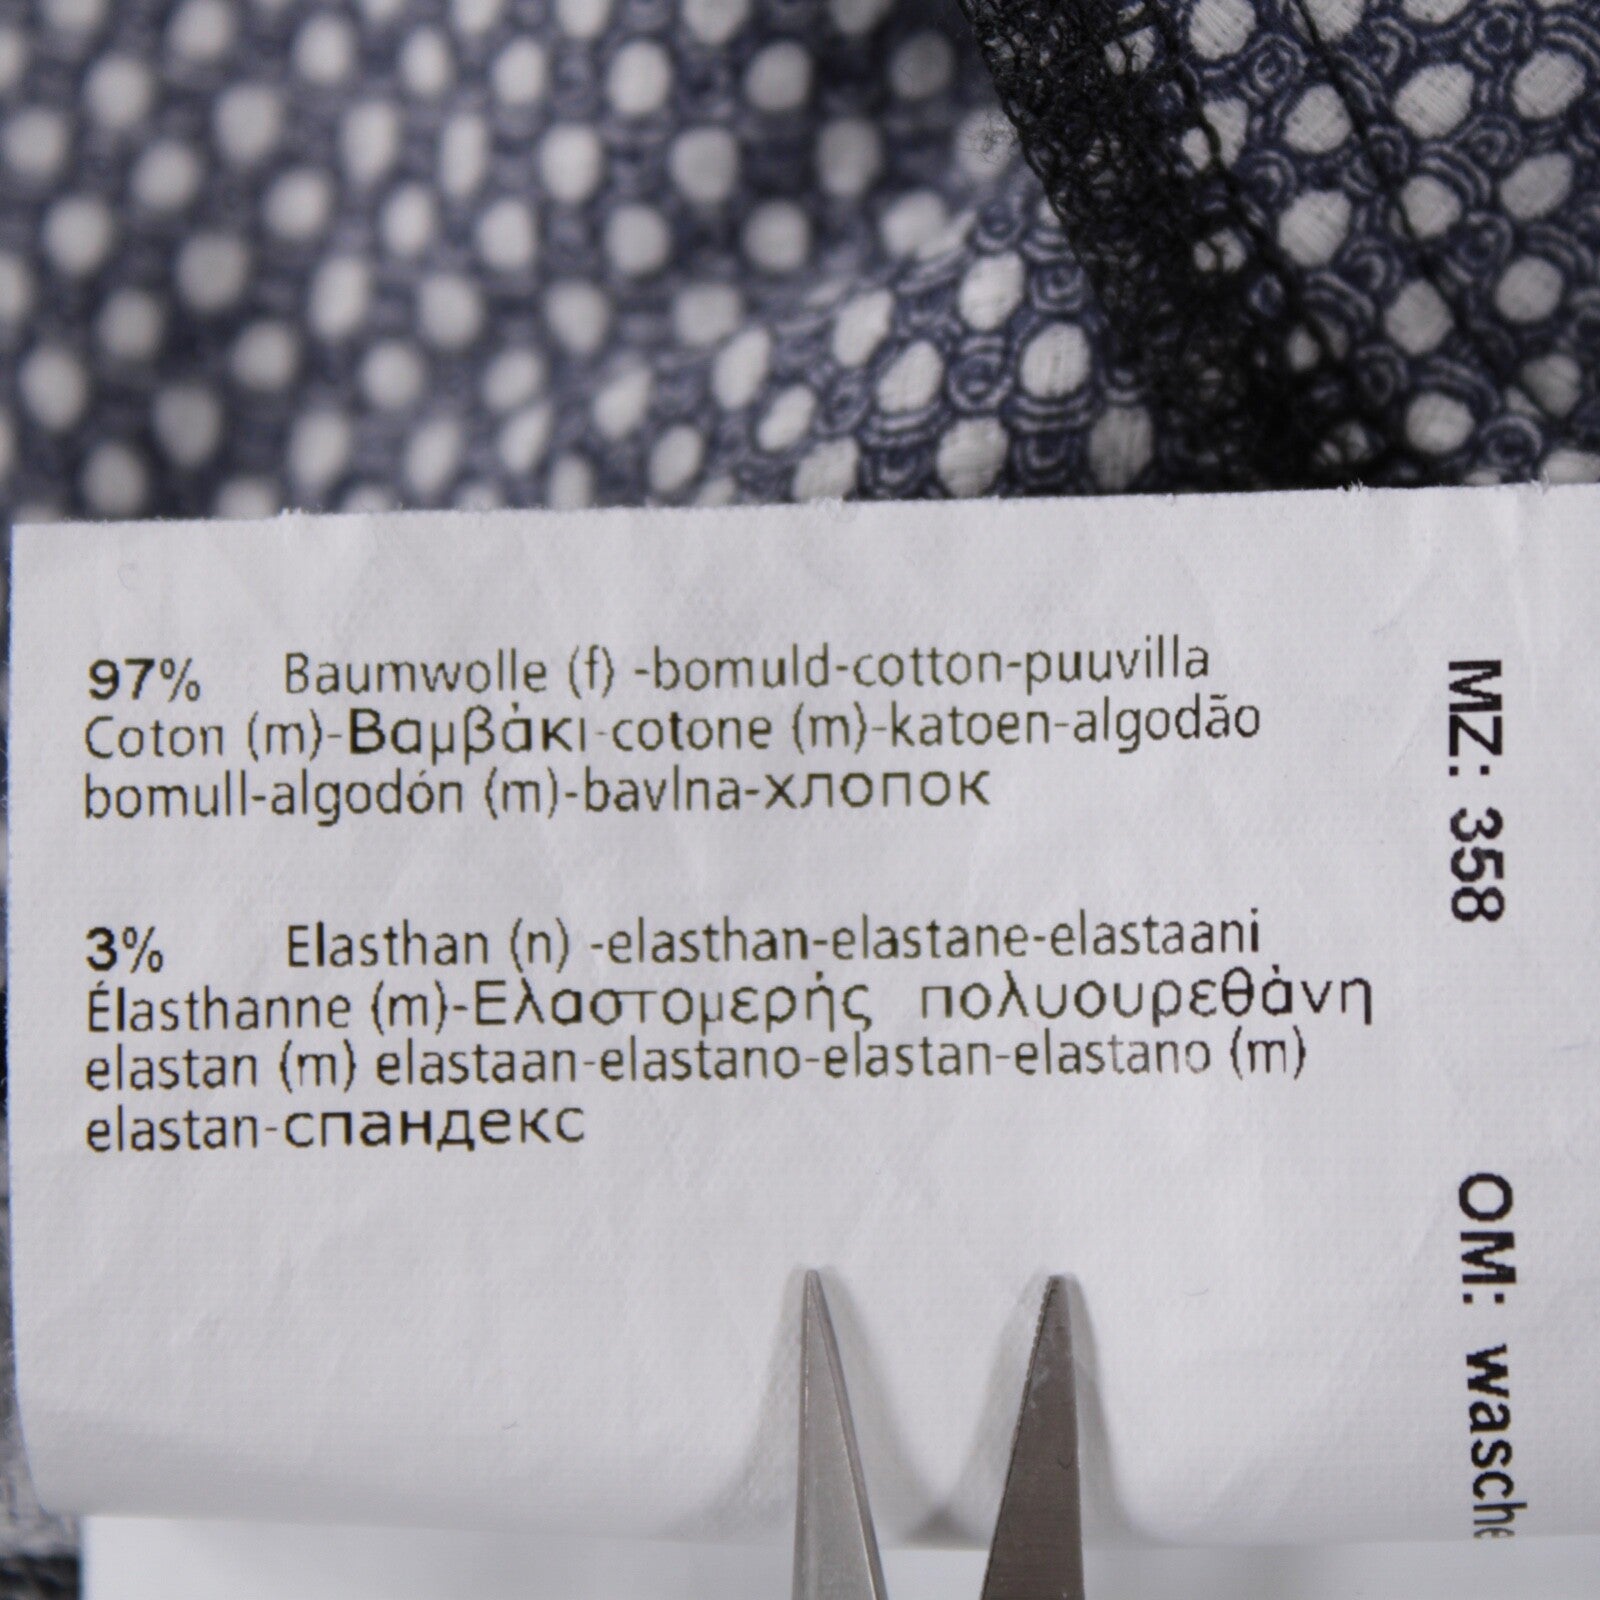 97% Baumwolle (f) -bomuld-cotton-puuvilla
Coton (m)-Βαμβάκι-cotone (m)-katoen-algodão
bomull-algodón (m)-bavlna-хлопок
3% Elasthan (n) -elasthan-elastane-elastaani
Élasthanne (m)-Ελαστομερής πολυουρεθάνη
elastan (m) elastaan-elastano-elastan-elastano (m)
elastan-спандекс
MZ: 358
OM: wasche